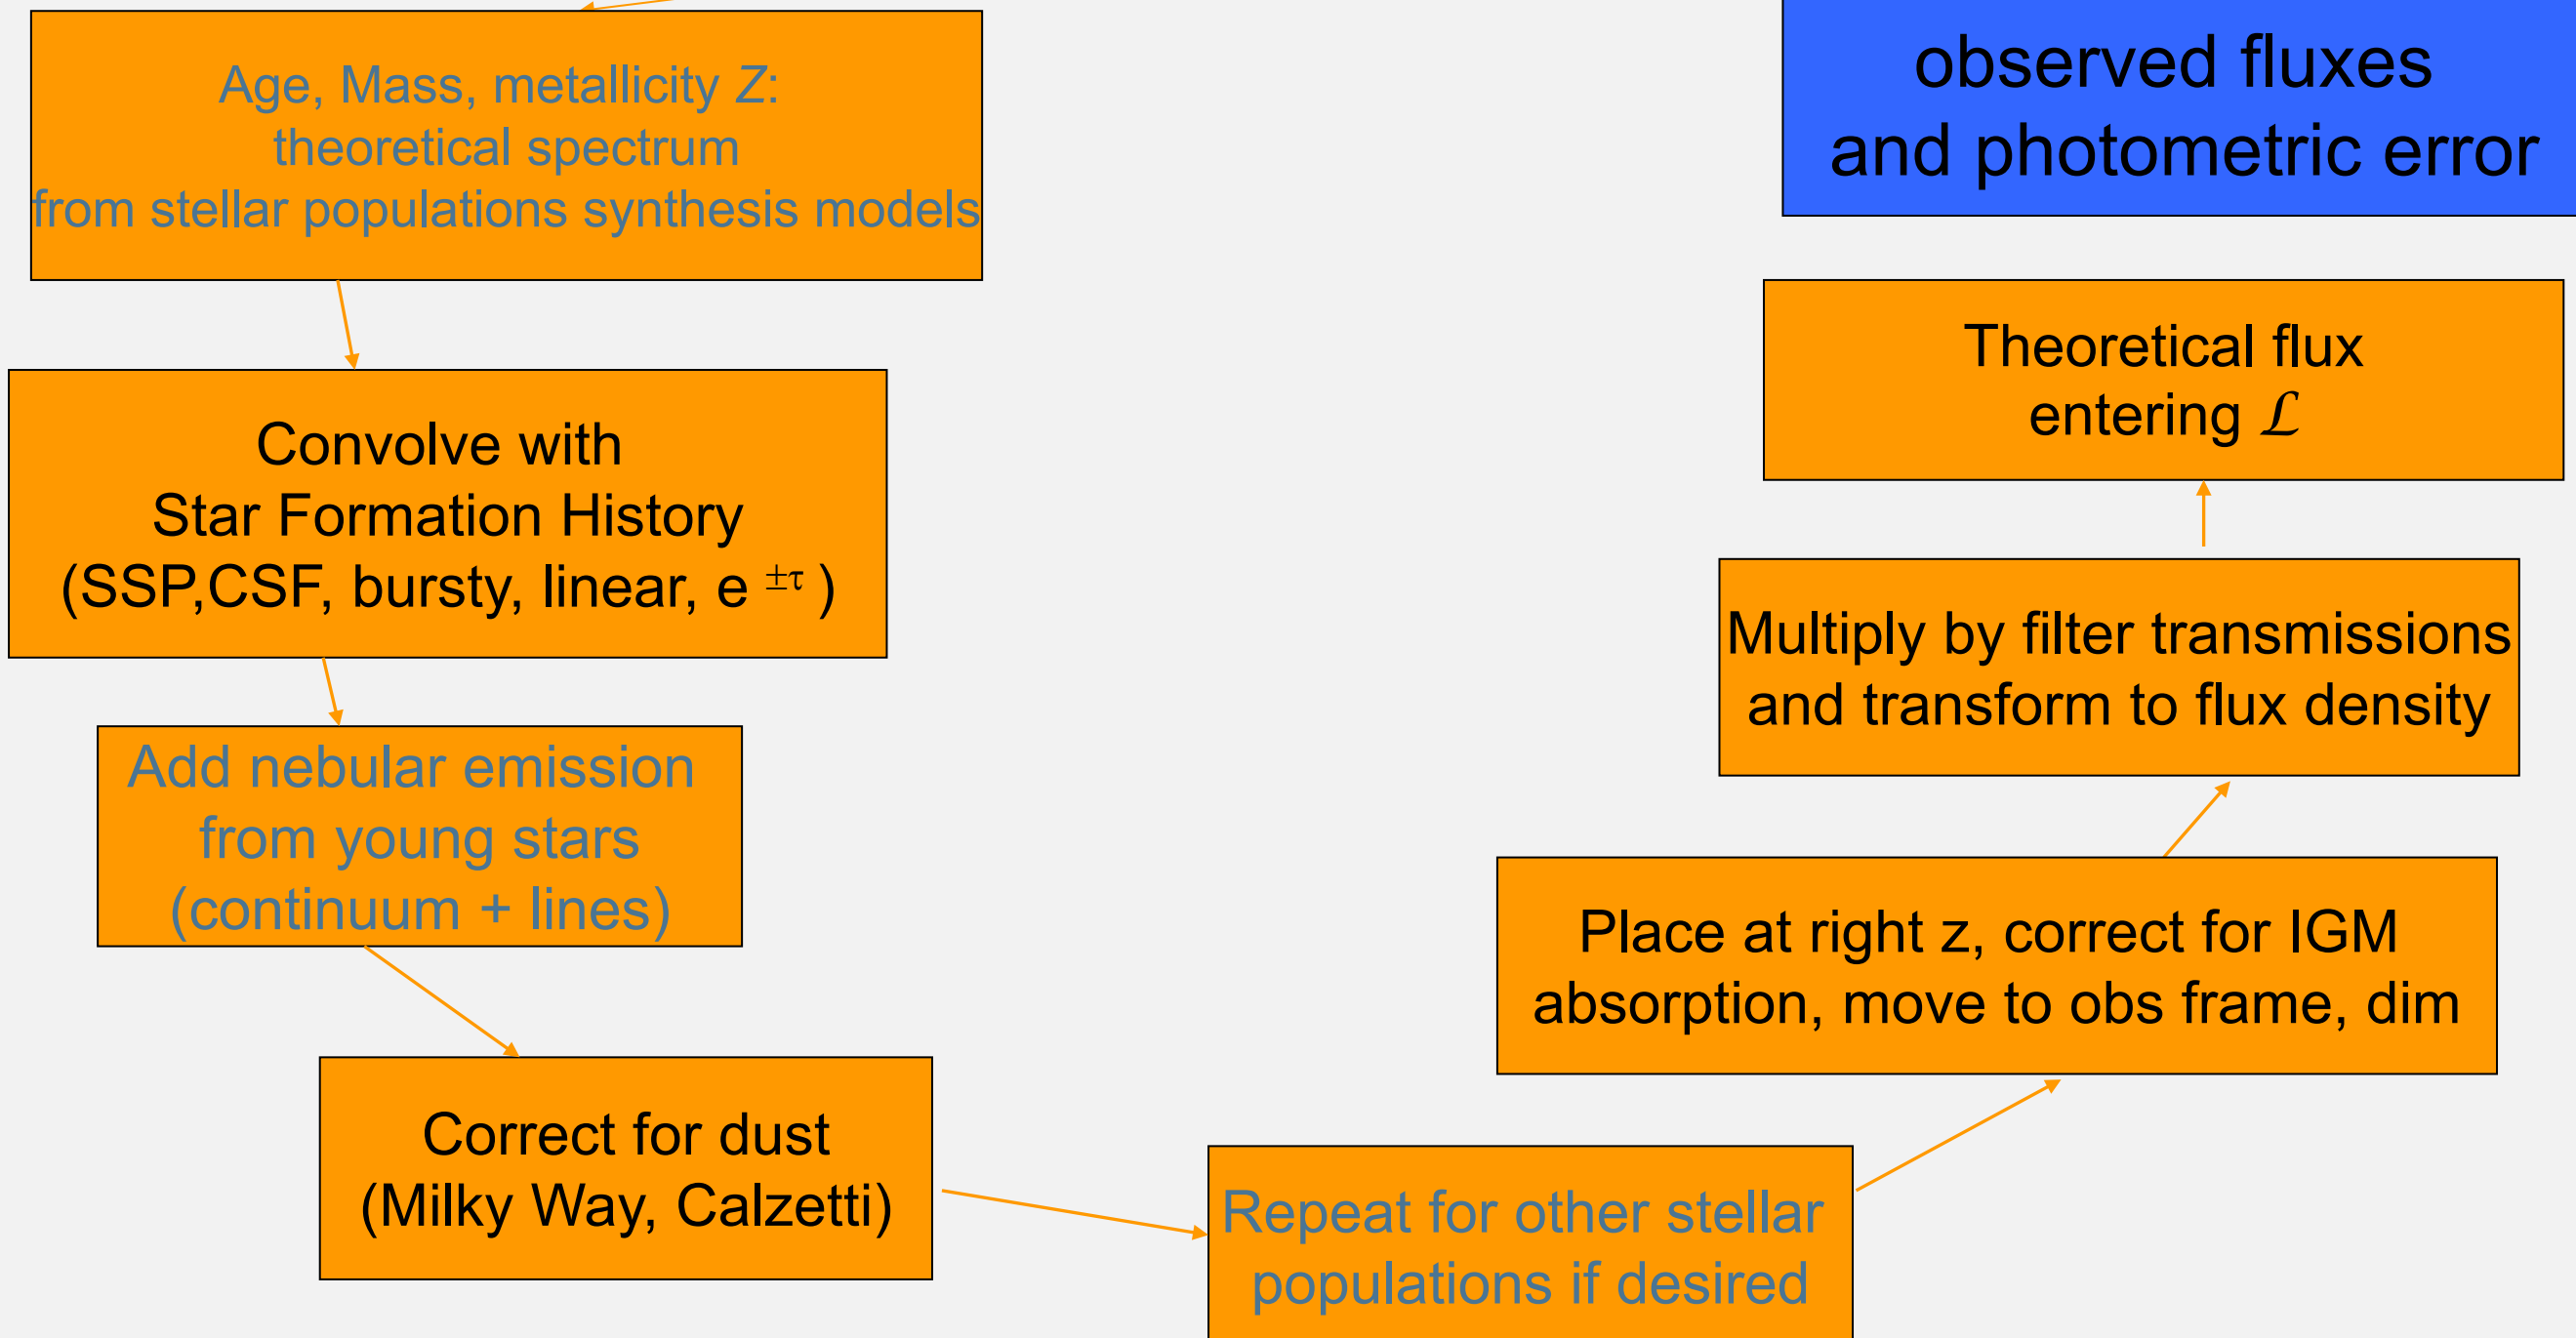 Age, Mass, metallicity Z:
theoretical spectrum
from stellar populations synthesis models
Convolve with
Star Formation History
(SSP,CSF, bursty, linear, e ±τ )
Add nebular emission
from young stars
(continuum + lines)
Correct for dust
(Milky Way, Calzetti)
Repeat for other stellar
populations if desired
Place at right z, correct for IGM
absorption, move to obs frame, dim
Multiply by filter transmissions
and transform to flux density
Theoretical flux
entering ℒ
observed fluxes
and photometric error